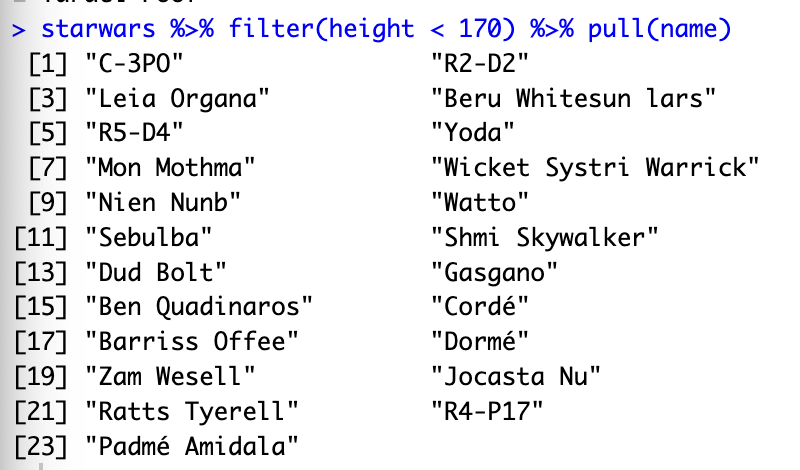 > starwars %>% filter(height < 170) %>% pull(name)
[1] "C-3PO" "R2-D2"
[3] "Leia Organa" "Beru Whitesun lars"
[5] "R5-D4" "Yoda"
[7] "Mon Mothma" "Wicket Systri Warrick"
[9] "Nien Nunb" "Watto"
[11] "Sebulba" "Shmi Skywalker"
[13] "Dud Bolt" "Gasgano"
[15] "Ben Quadinaros" "Cordé"
[17] "Barriss Offee" "Dormé"
[19] "Zam Wesell" "Jocasta Nu"
[21] "Ratts Tyerell" "R4-P17"
[23] "Padmé Amidala"